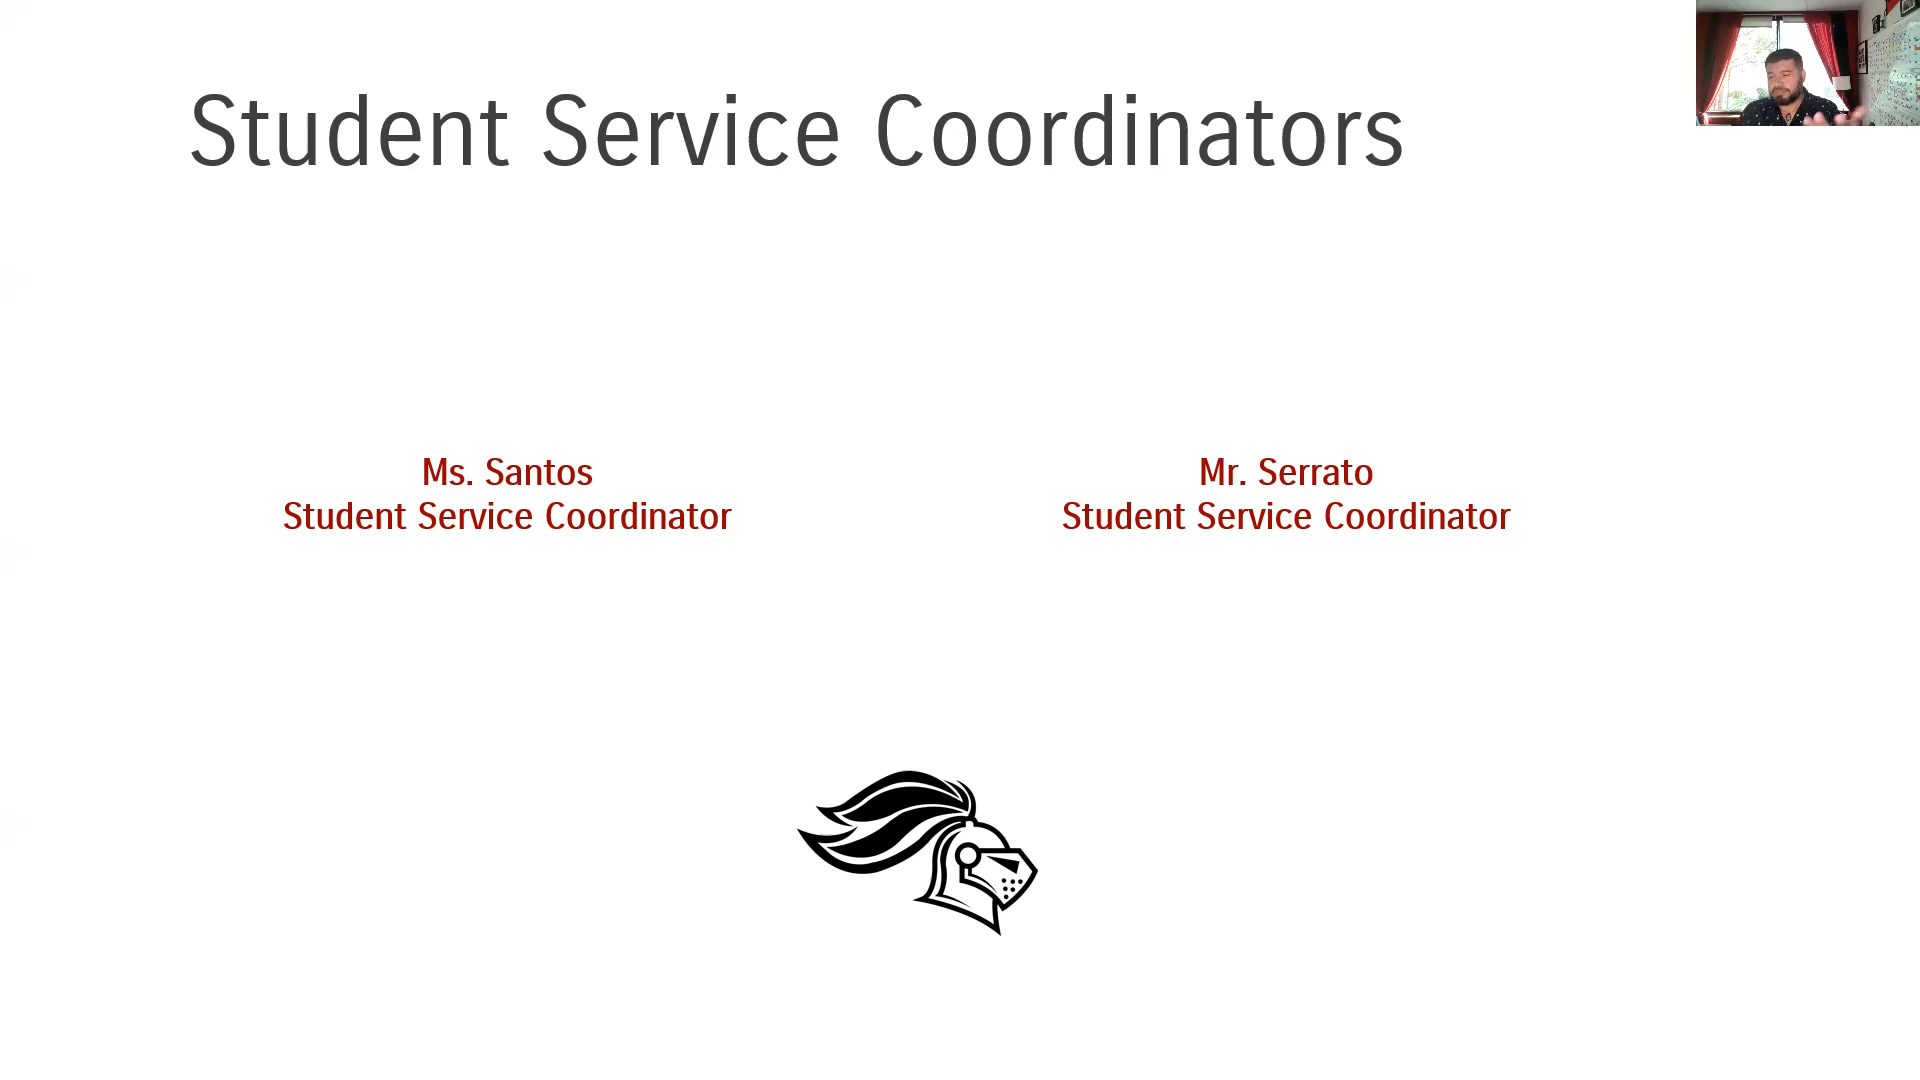 Student Service Coordinators
Ms. Santos
Student Service Coordinator
Mr. Serrato
Student Service Coordinator